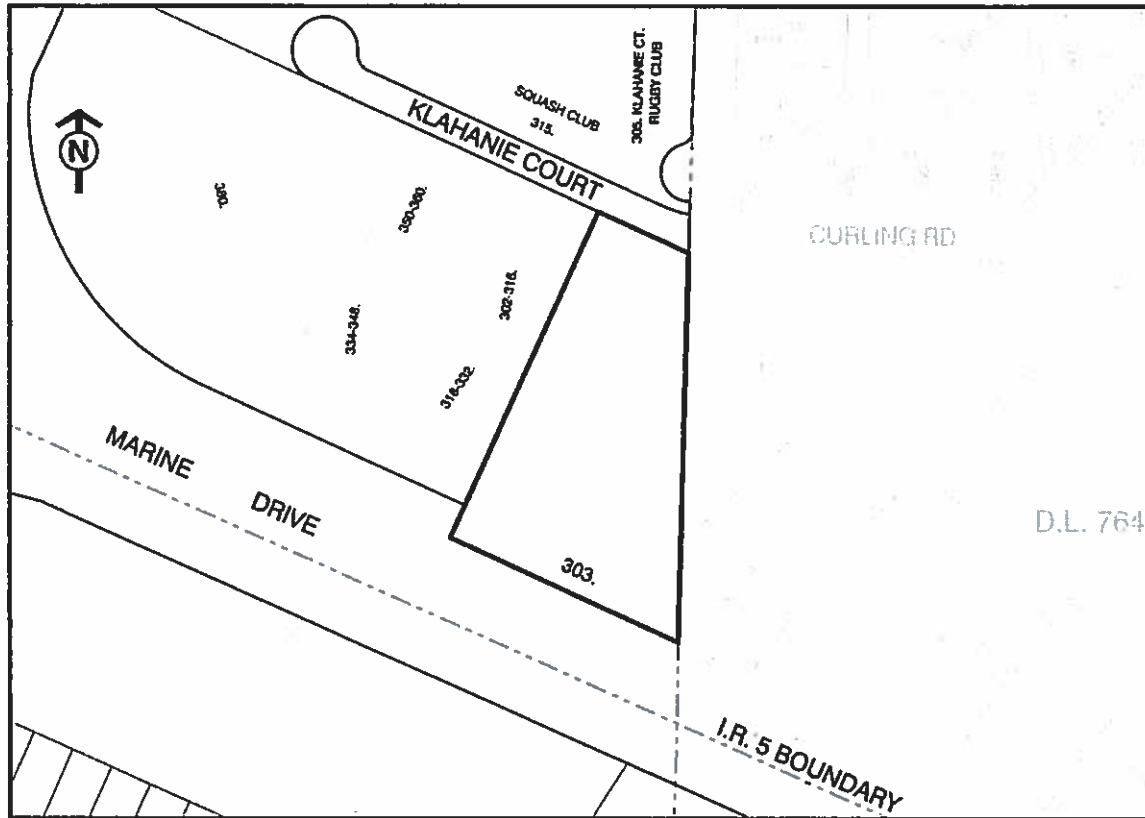 SQUASH CLUB
315.
305. KLAHANIE CT.
RUGBY CLUB
KLAHANIE COURT
N
380.
350-360.
302-316.
334-348.
318-332.
CURLING RD
MARINE
DRIVE
303.
D.L. 764
I.R. 5 BOUNDARY